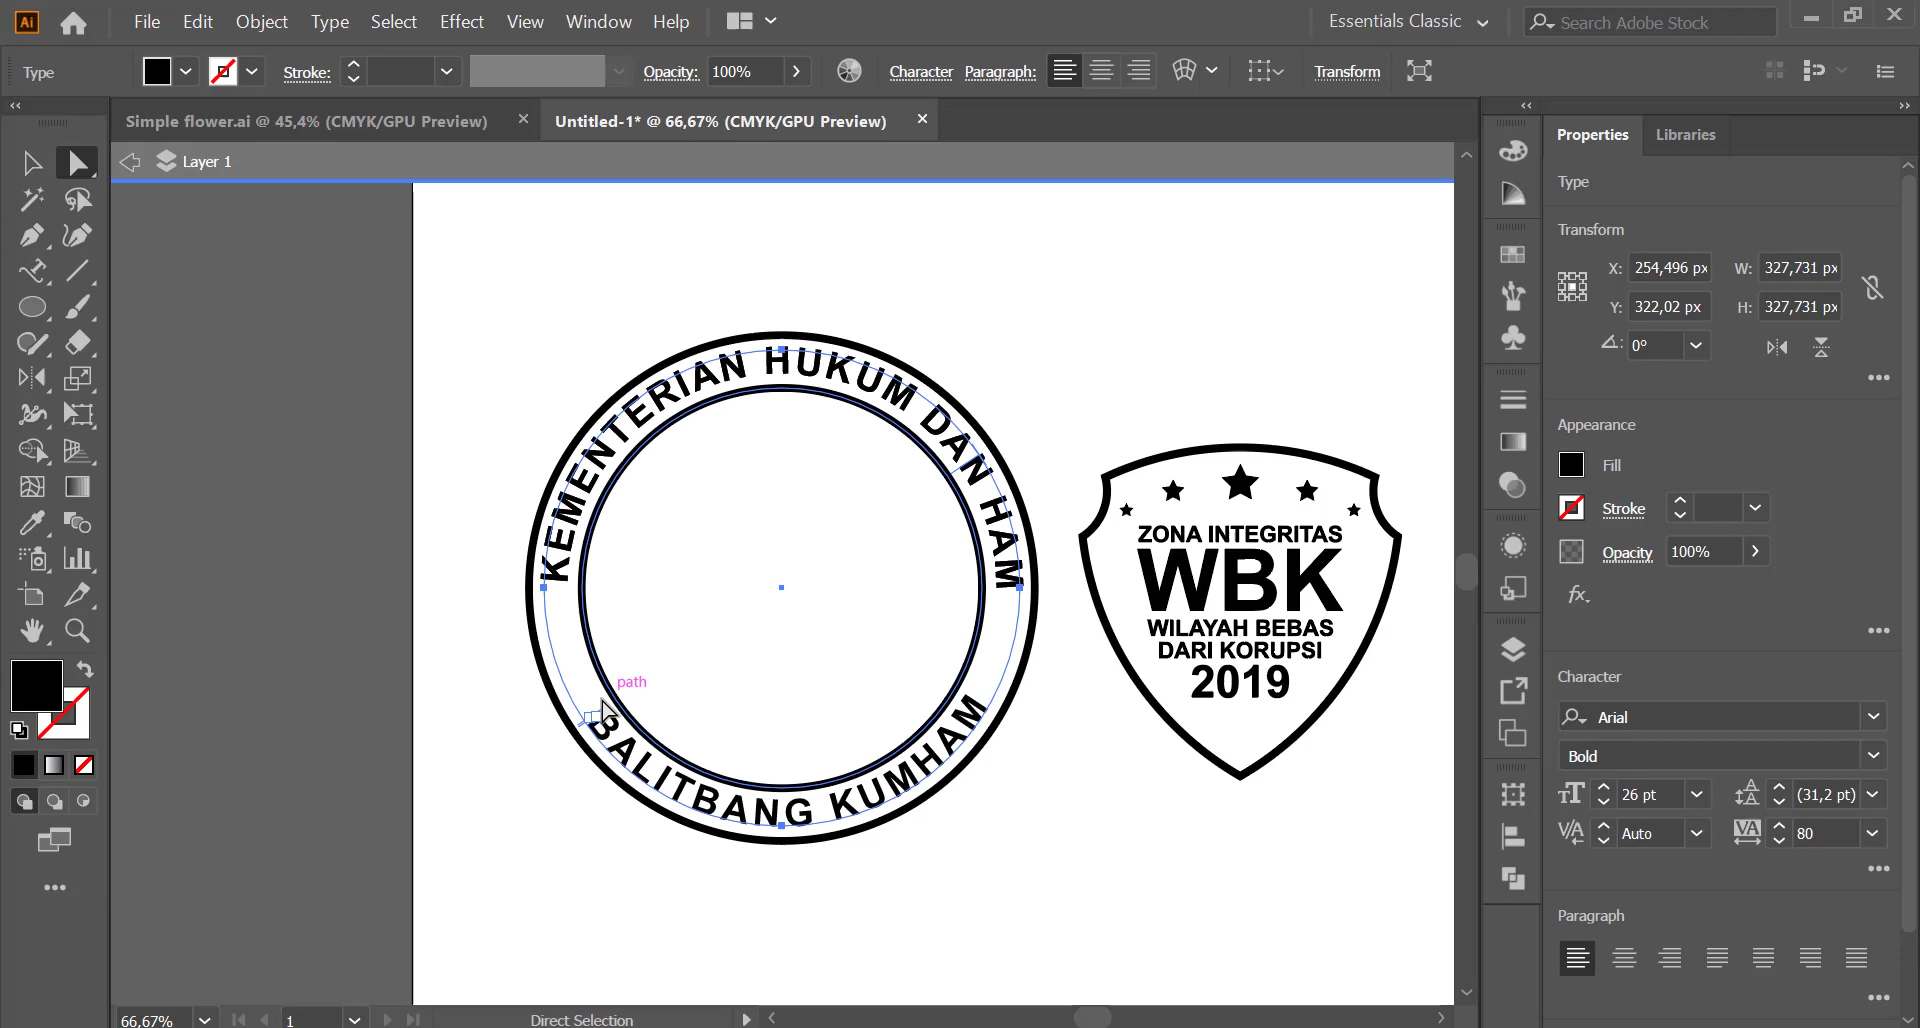 Ai File Edit Object Type Select Effect View Window Help Essentials Classic Search Adobe Stock
Type Stroke: Opacity: 100% Character Paragraph: Transform
Simple flower.ai @ 45,4% (CMYK/GPU Preview) Untitled-1* @ 66,67% (CMYK/GPU Preview)
Layer 1
KEMENTERIAN HUKUM DAN HAM
BALITBANG KUMHAM
path
ZONA INTEGRITAS
WBK
WILAYAH BEBAS
DARI KORUPSI
2019
Properties Libraries
Type
Transform
X: 254,496 px W: 327,731 px
Y: 322,02 px H: 327,731 px
0°
Appearance
Fill
Stroke
Opacity 100%
fx.
Character
Arial
Bold
26 pt (31,2 pt)
Auto 80
Paragraph
66,67% 1 Direct Selection